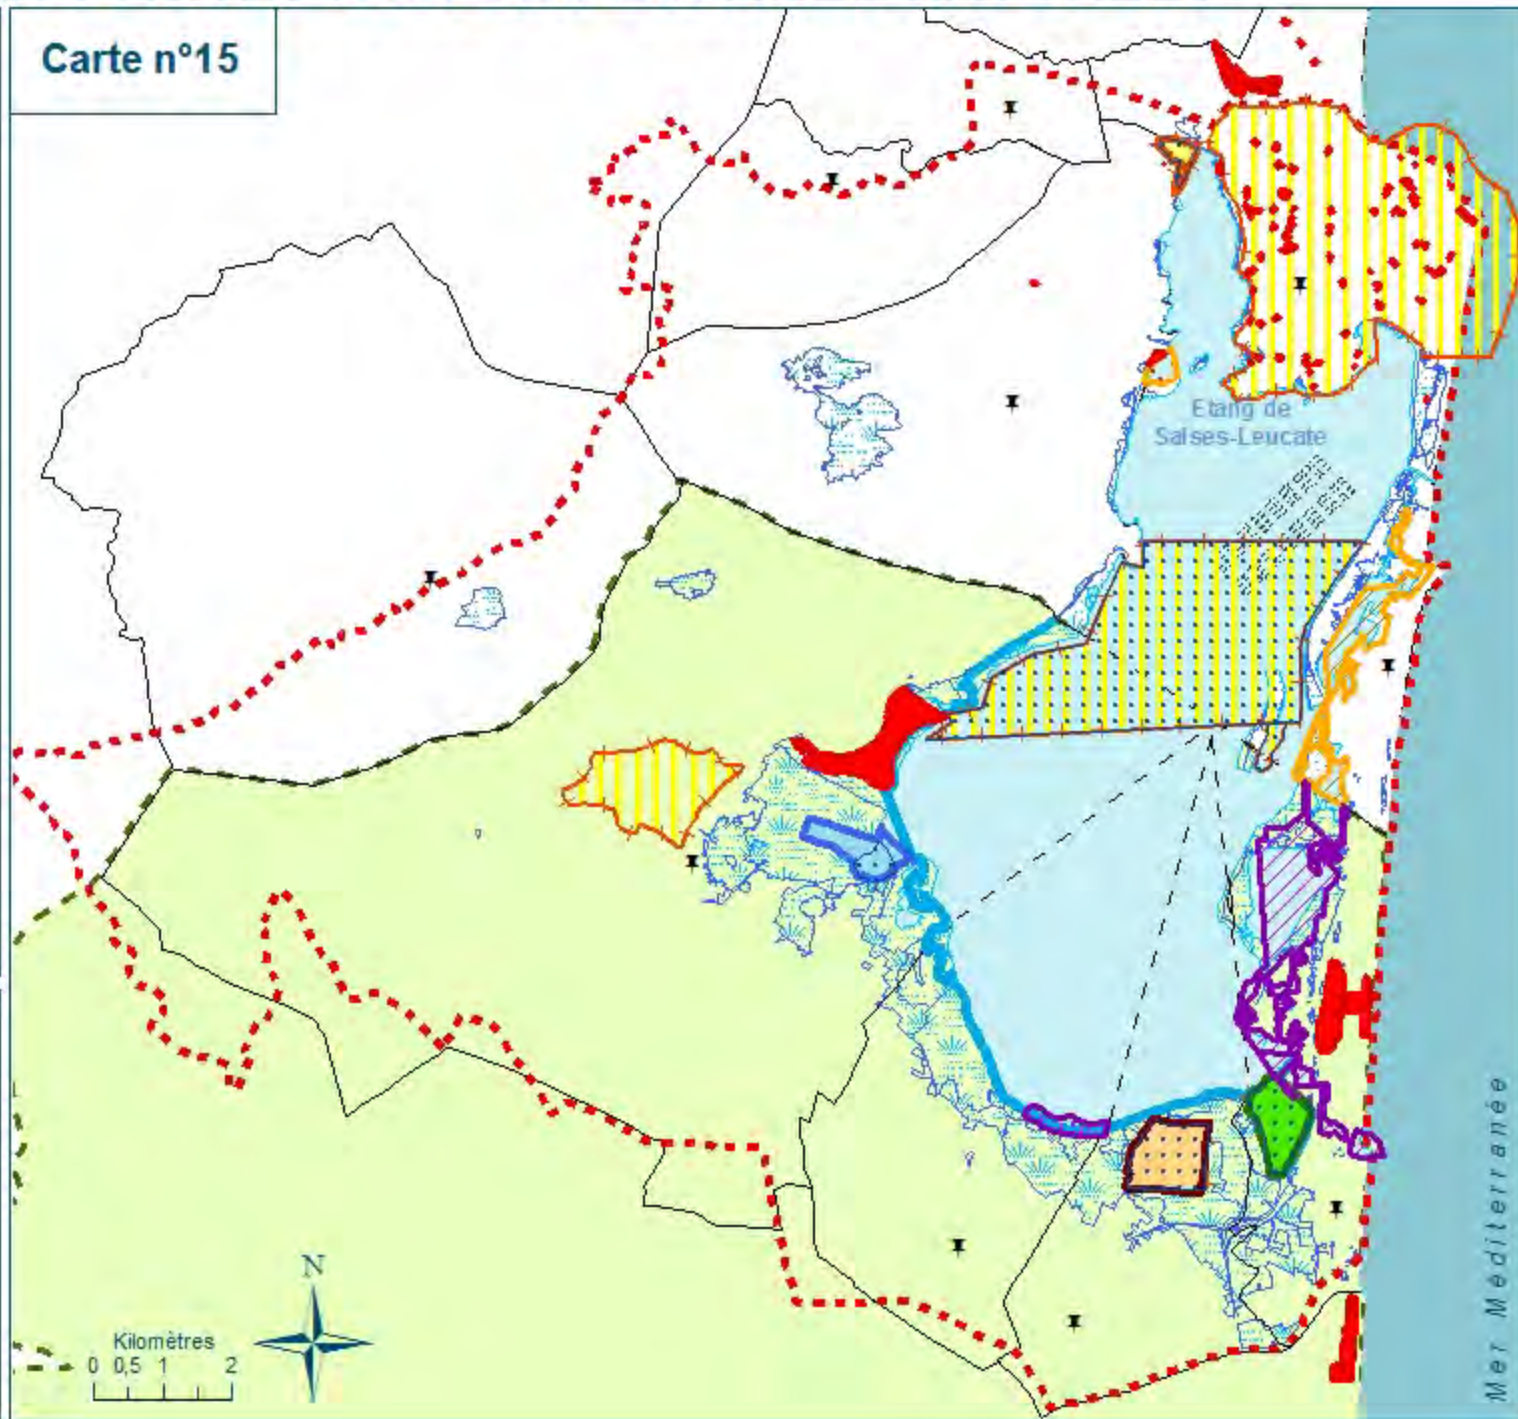 Carte n°15
Etang de
Salses-Leucate
Mer Méditerranée
N
Kilomètres
0 0,5 1 2